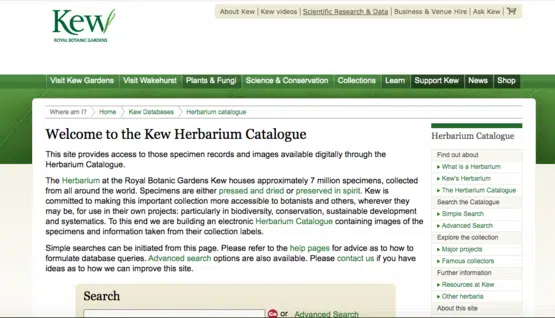 Kew
ROYAL BOTANIC GARDENS
About Kew | Kew videos | Scientific Research & Data | Business & Venue Hire | Ask Kew |
Visit Kew Gardens Visit Wakehurst Plants & Fungi Science & Conservation Collections Learn Support Kew News Shop
Where am I? Home Kew Databases Herbarium catalogue
Welcome to the Kew Herbarium Catalogue
This site provides access to those specimen records and images available digitally through the
Herbarium Catalogue.
The Herbarium at the Royal Botanic Gardens Kew houses approximately 7 million specimens, collected
from all around the world. Specimens are either pressed and dried or preserved in spirit. Kew is
committed to making this important collection more accessible to botanists and others, wherever they
may be, for use in their own projects: particularly in biodiversity, conservation, sustainable development
and systematics. To this end we are building an electronic Herbarium Catalogue containing images of the
specimens and information taken from their collection labels.
Simple searches can be initiated from this page. Please refer to the help pages for advice as to how to
formulate database queries. Advanced search options are also available. Please contact us if you have
ideas as to how we can improve this site.
Search
Go or Advanced Search
Herbarium Catalogue
Find out about
What is a Herbarium
Kew's Herbarium
The Herbarium Catalogue
Search the Catalogue
Simple Search
Advanced Search
Explore the collection
Major projects
Famous collectors
Further information
Resources at Kew
Other herbaria
About this site